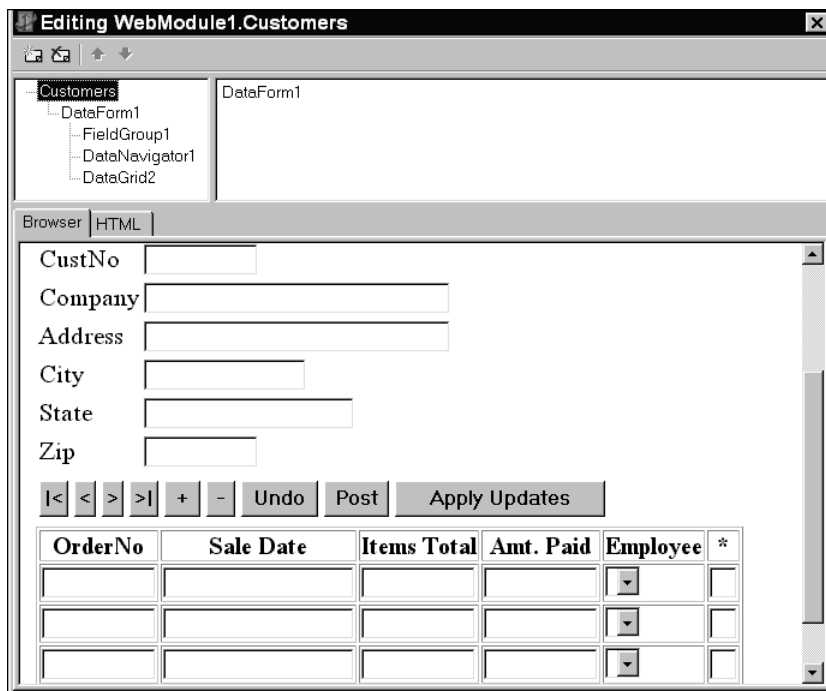 Editing WebModule1.Customers
Customers
DataForm1
FieldGroup1
DataNavigator1
DataGrid2
DataForm1
Browser HTML
CustNo
Company
Address
City
State
Zip
|< < > >| + - Undo Post Apply Updates
OrderNo Sale Date Items Total Amt. Paid Employee *